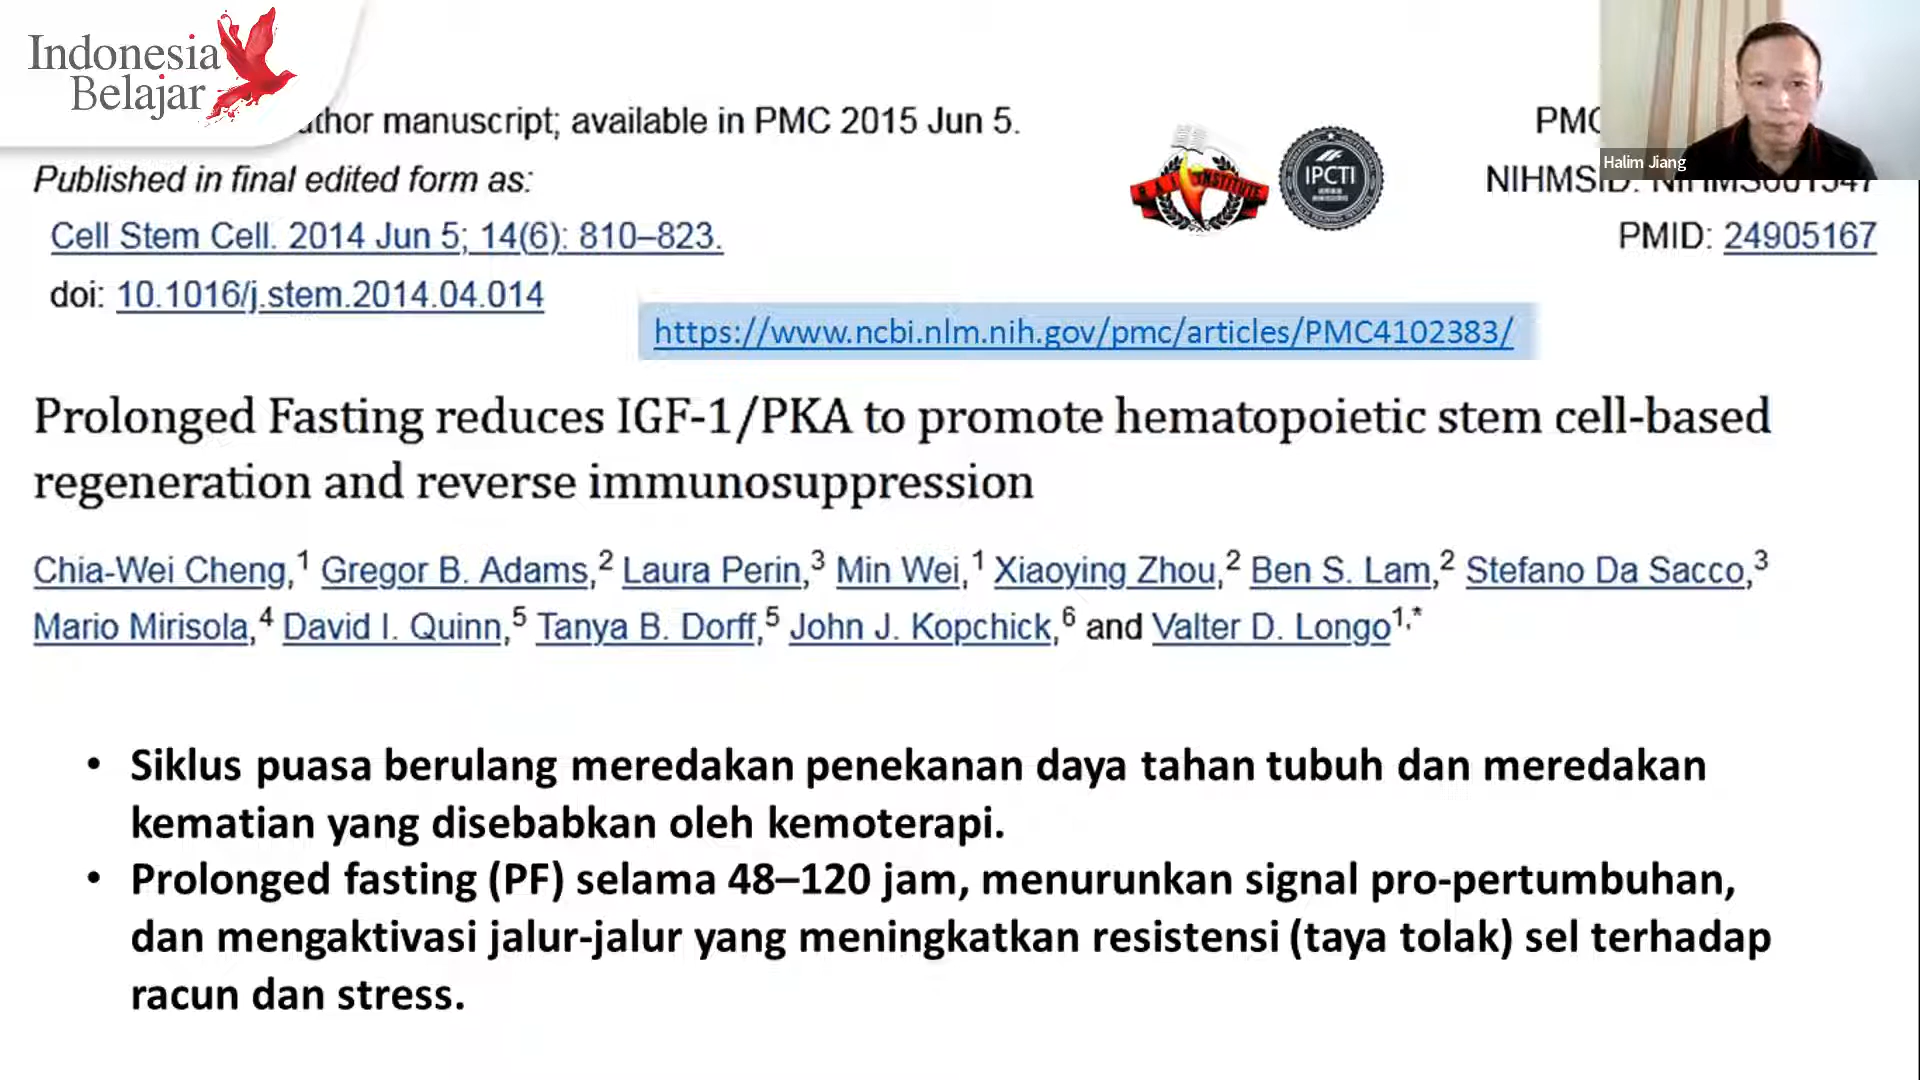 Indonesia
Belajar
author manuscript; available in PMC 2015 Jun 5.
Published in final edited form as:
Cell Stem Cell. 2014 Jun 5; 14(6): 810–823.
doi: 10.1016/j.stem.2014.04.014
R.A.I INSTITUTE
IPCTI
PMC
NIHMSID:
PMID: 24905167
Halim Jiang
https://www.ncbi.nlm.nih.gov/pmc/articles/PMC4102383/
Prolonged Fasting reduces IGF-1/PKA to promote hematopoietic stem cell-based
regeneration and reverse immunosuppression
Chia-Wei Cheng,1 Gregor B. Adams,2 Laura Perin,3 Min Wei,1 Xiaoying Zhou,2 Ben S. Lam,2 Stefano Da Sacco,3
Mario Mirisola,4 David I. Quinn,5 Tanya B. Dorff,5 John J. Kopchick,6 and Valter D. Longo1,*
• Siklus puasa berulang meredakan penekanan daya tahan tubuh dan meredakan
kematian yang disebabkan oleh kemoterapi.
• Prolonged fasting (PF) selama 48–120 jam, menurunkan signal pro-pertumbuhan,
dan mengaktivasi jalur-jalur yang meningkatkan resistensi (taya tolak) sel terhadap
racun dan stress.